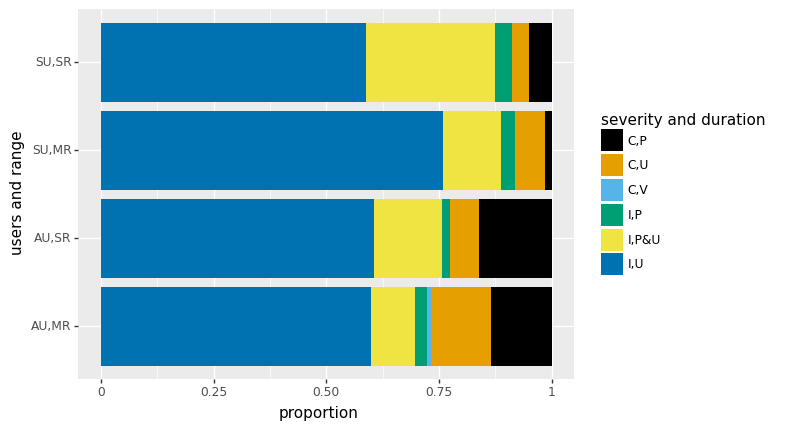 SU,SR
SU,MR
AU,SR
AU,MR
users and range
0 0.25 0.50 0.75 1
proportion
severity and duration
C,P
C,U
C,V
I,P
I,P&U
I,U